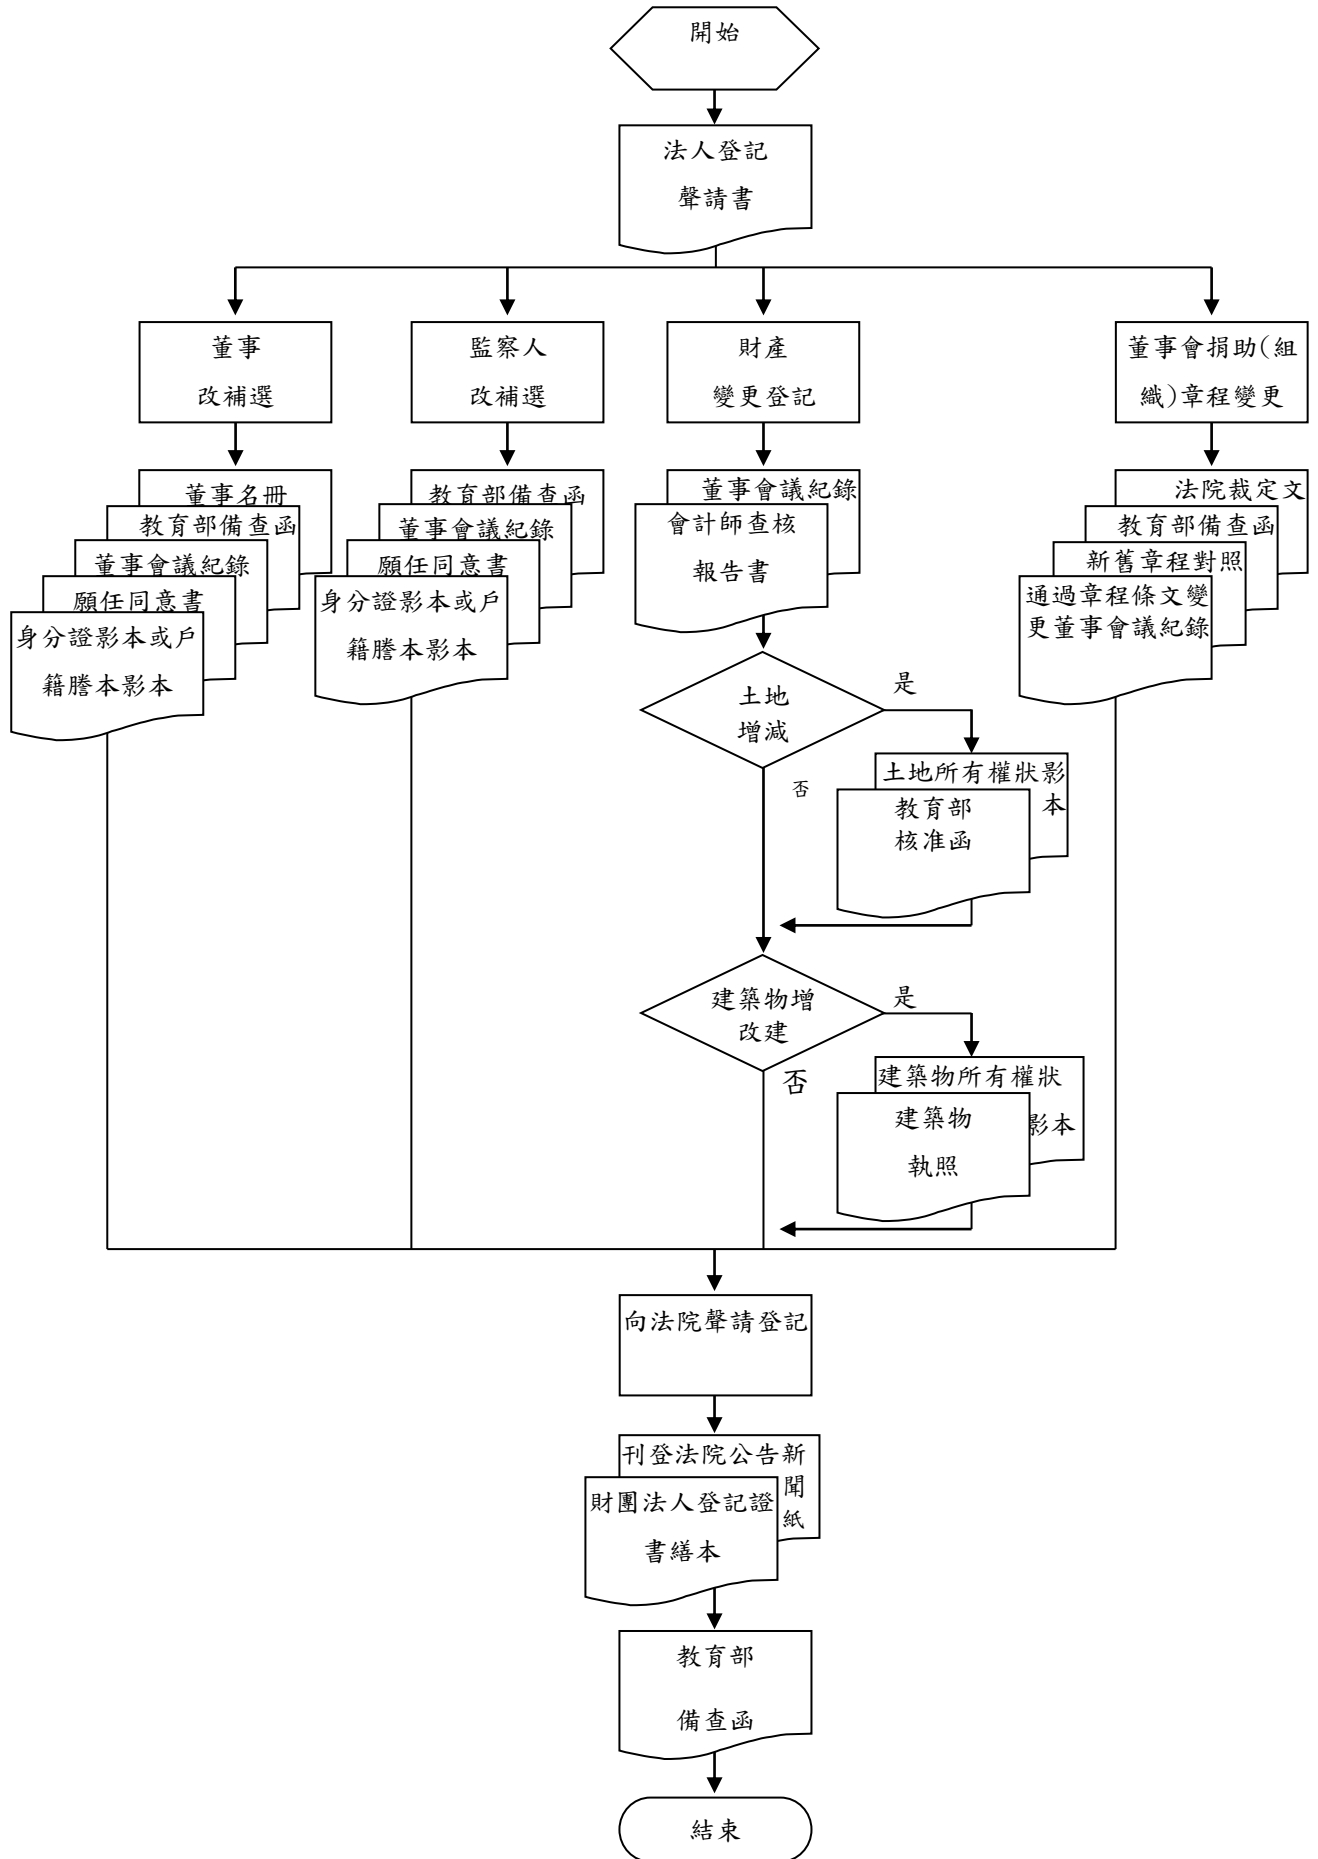 開始
法人登記
聲請書
董事
改補選
監察人
改補選
財產
變更登記
董事會捐助(組
織)章程變更
董事名冊
教育部備查函
董事會議紀錄
願任同意書
身分證影本或戶
籍謄本影本
教育部備查函
董事會議紀錄
願任同意書
身分證影本或戶
籍謄本影本
董事會議紀錄
會計師查核
報告書
法院裁定文
教育部備查函
新舊章程對照
通過章程條文變
更董事會議紀錄
土地
增減
是
否
土地所有權狀影
本
教育部
核准函
建築物增
改建
是
否
建築物所有權狀
影本
建築物
執照
向法院聲請登記
刊登法院公告新
聞
紙
財團法人登記證
書繕本
教育部
備查函
結束